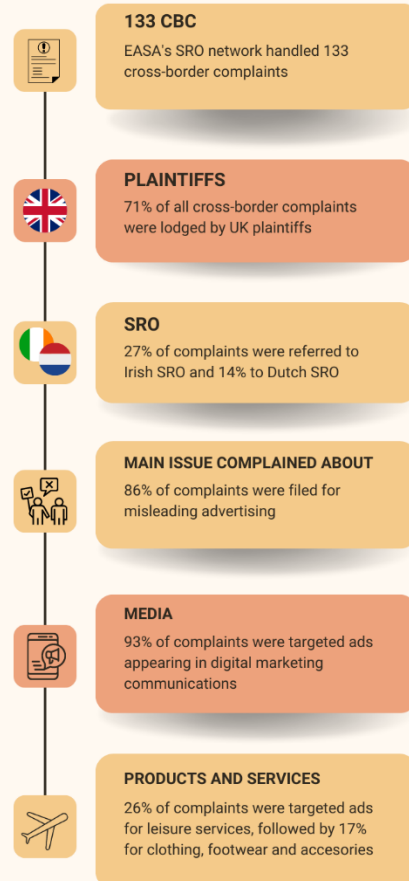 133 CBC
EASA's SRO network handled 133
cross-border complaints
PLAINTIFFS
71% of all cross-border complaints
were lodged by UK plaintiffs
SRO
27% of complaints were referred to
Irish SRO and 14% to Dutch SRO
MAIN ISSUE COMPLAINED ABOUT
86% of complaints were filed for
misleading advertising
MEDIA
93% of complaints were targeted ads
appearing in digital marketing
communications
PRODUCTS AND SERVICES
26% of complaints were targeted ads
for leisure services, followed by 17%
for clothing, footwear and accesories